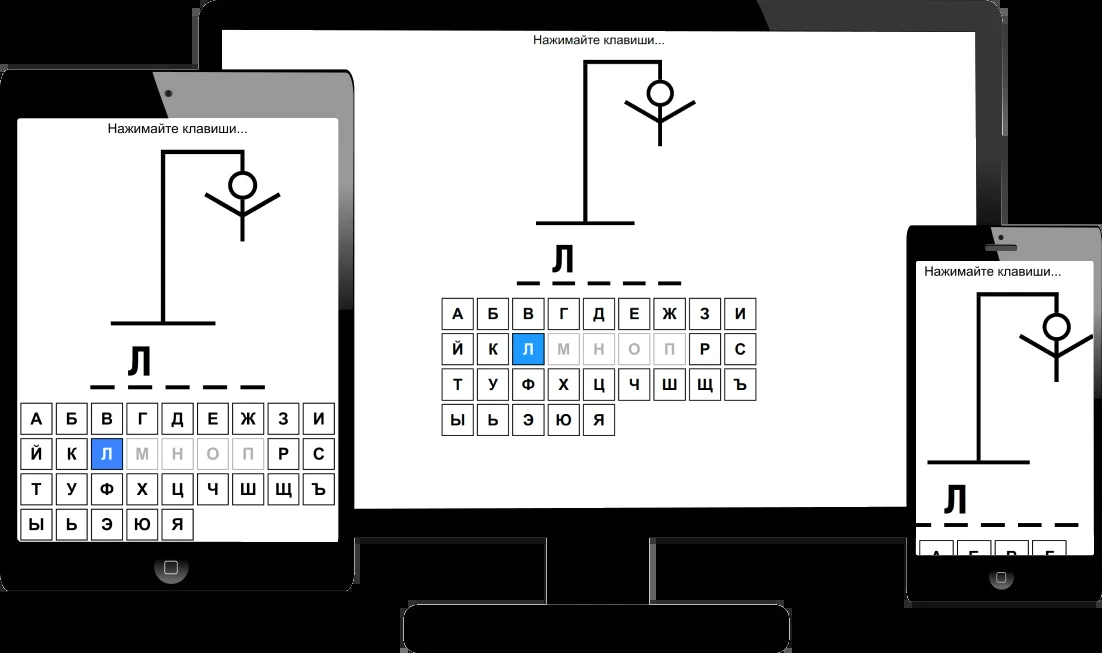 Нажимайте клавиши...
Л
А Б В Г Д Е Ж З И
Й К Л М Н О П Р С
Т У Ф Х Ц Ч Ш Щ Ъ
Ы Ь Э Ю Я
Нажимайте клавиши...
Л
А Б В Г Д Е Ж З И
Й К Л М Н О П Р С
Т У Ф Х Ц Ч Ш Щ Ъ
Ы Ь Э Ю Я
Нажимайте клавиши...
Л
А Б В Г